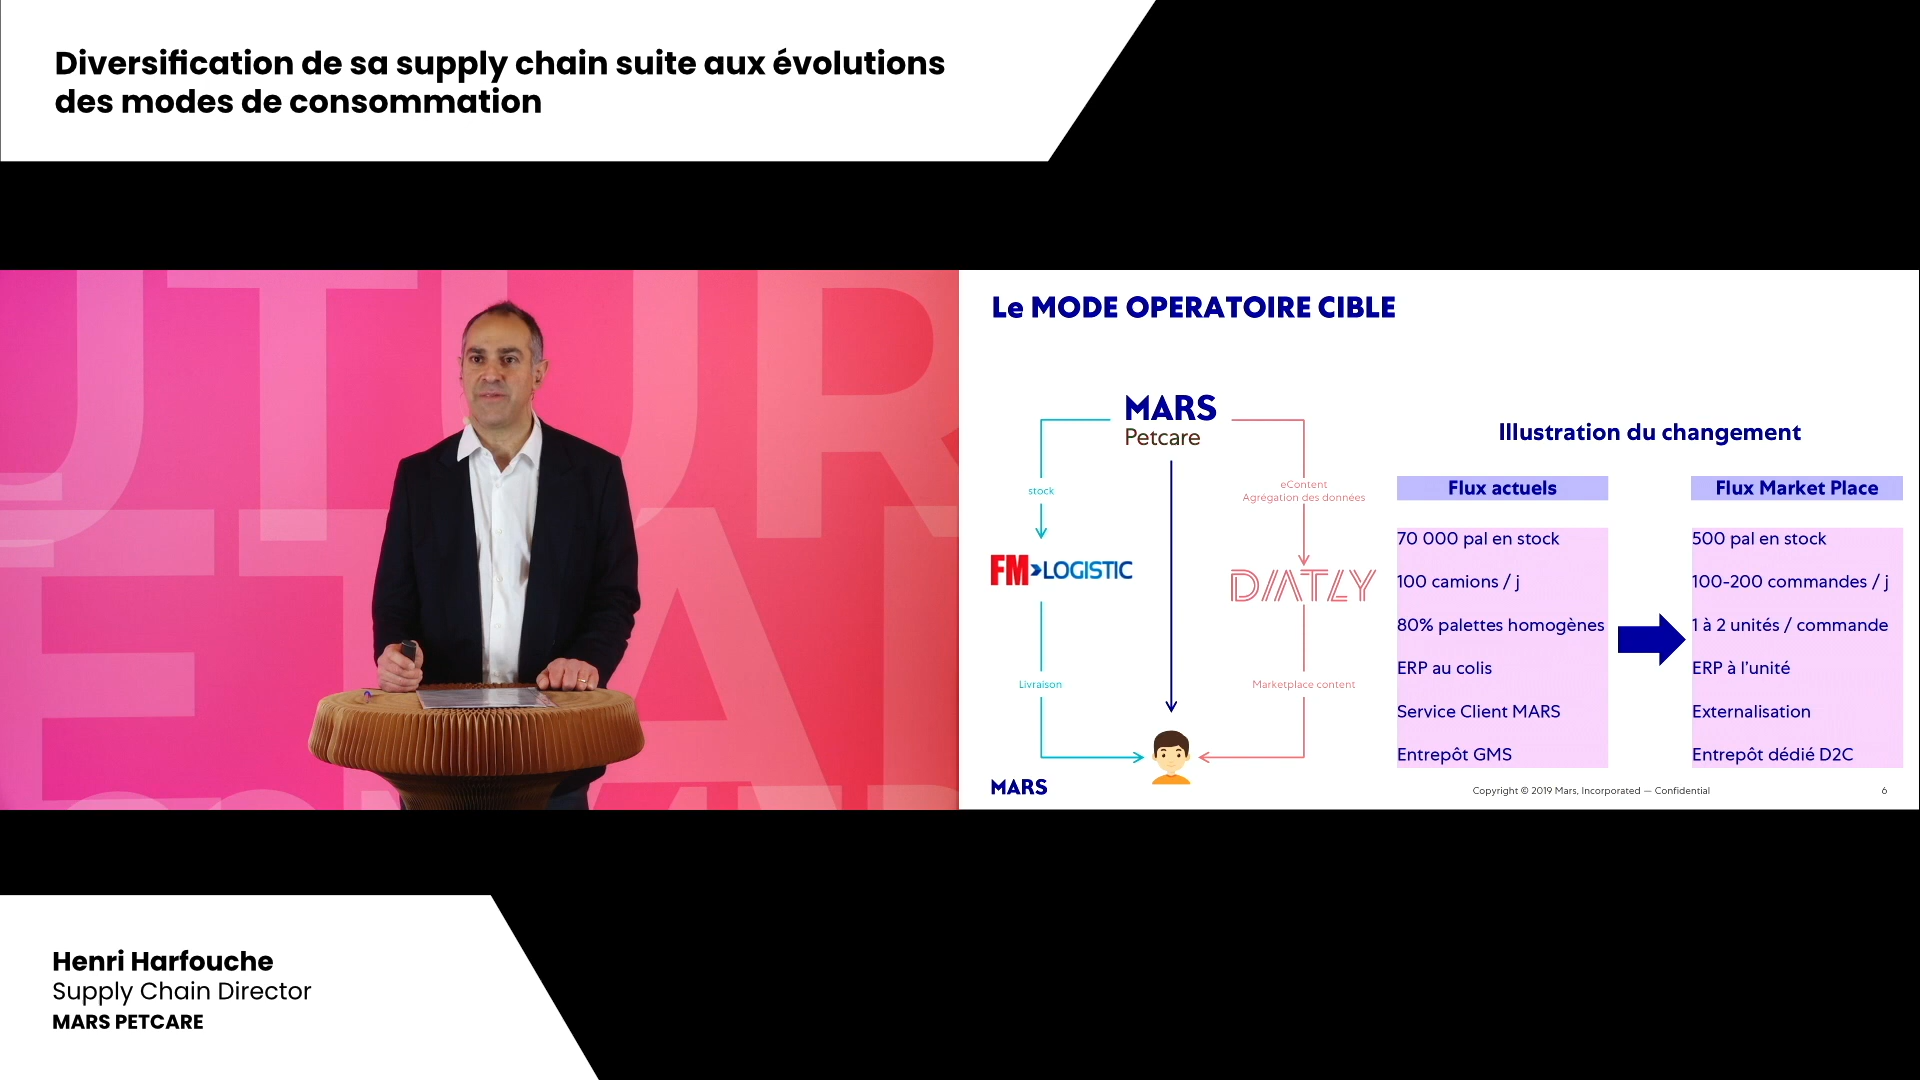 Diversification de sa supply chain suite aux évolutions
des modes de consommation
UTUR
ETAI
Le MODE OPERATOIRE CIBLE
MARS
Petcare
stock
eContent
Agrégation des données
FM LOGISTIC
DATLY
Livraison
Marketplace content
MARS
Illustration du changement
Flux actuels
70 000 pal en stock
100 camions / j
80% palettes homogènes
ERP au colis
Service Client MARS
Entrepôt GMS
Flux Market Place
500 pal en stock
100-200 commandes / j
1 à 2 unités / commande
ERP à l'unité
Externalisation
Entrepôt dédié D2C
Copyright © 2019 Mars, Incorporated — Confidential
6
Henri Harfouche
Supply Chain Director
MARS PETCARE